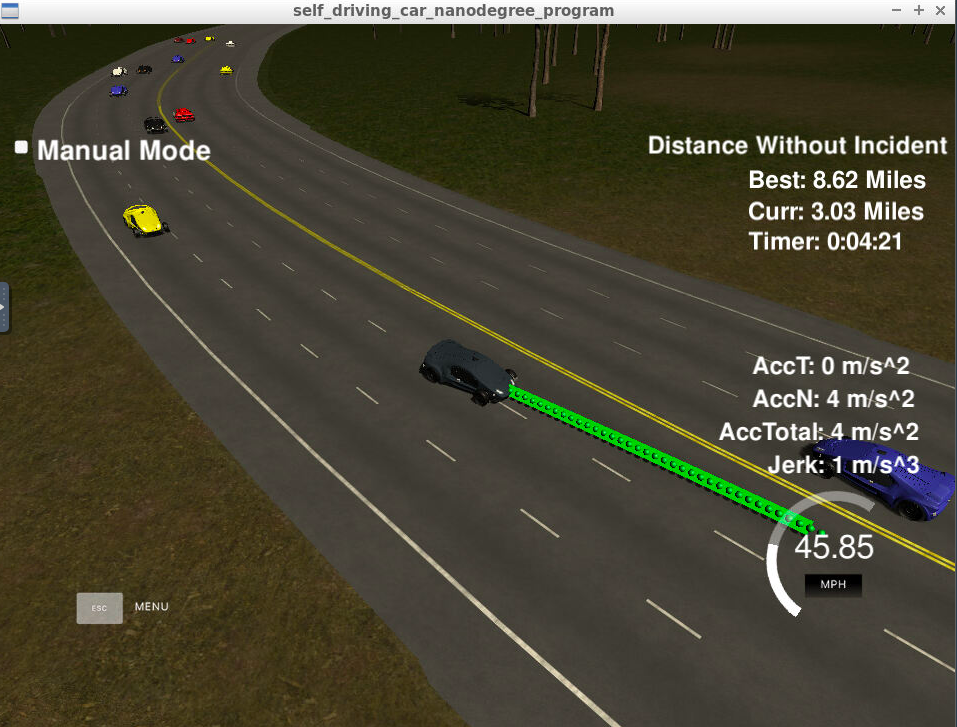 self_driving_car_nanodegree_program
Manual Mode
Distance Without Incident
Best: 8.62 Miles
Curr: 3.03 Miles
Timer: 0:04:21
AccT: 0 m/s^2
AccN: 4 m/s^2
AccTotal: 4 m/s^2
Jerk: 1 m/s^3
45.85
MPH
ESC MENU